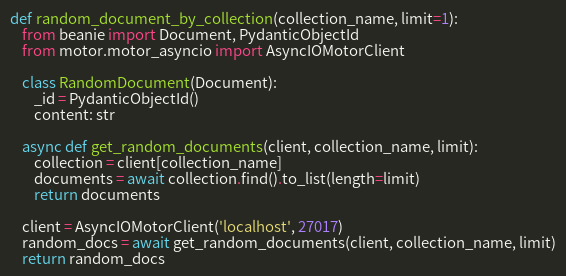 def random_document_by_collection(collection_name, limit=1):
from beanie import Document, PydanticObjectId
from motor.motor_asyncio import AsyncIOMotorClient
class RandomDocument(Document):
_id = PydanticObjectId()
content: str
async def get_random_documents(client, collection_name, limit):
collection = client[collection_name]
documents = await collection.find().to_list(length=limit)
return documents
client = AsyncIOMotorClient('localhost', 27017)
random_docs = await get_random_documents(client, collection_name, limit)
return random_docs